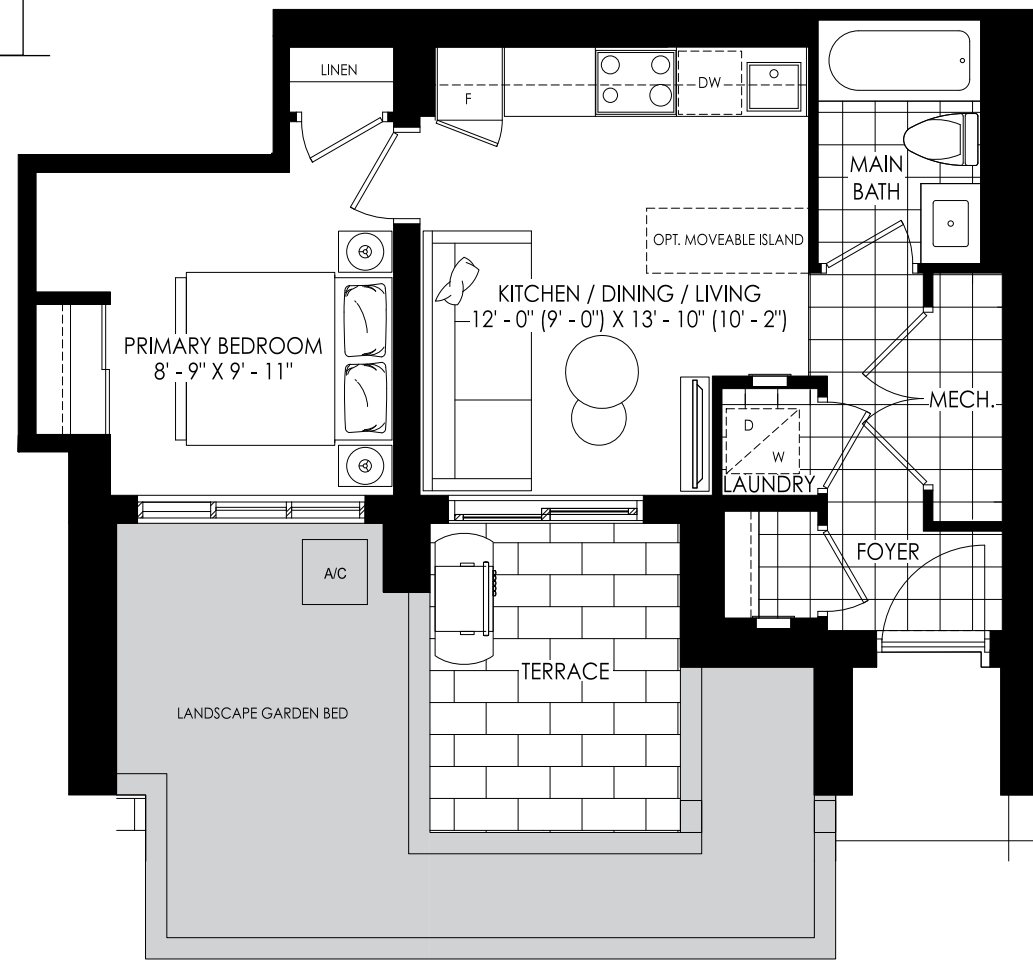 LINEN
F
DW
MAIN
BATH
OPT. MOVEABLE ISLAND
KITCHEN / DINING / LIVING
12' - 0" (9' - 0") X 13' - 10" (10' - 2")
PRIMARY BEDROOM
8' - 9" X 9' - 11"
MECH.
D
W
LAUNDRY
FOYER
A/C
TERRACE
LANDSCAPE GARDEN BED